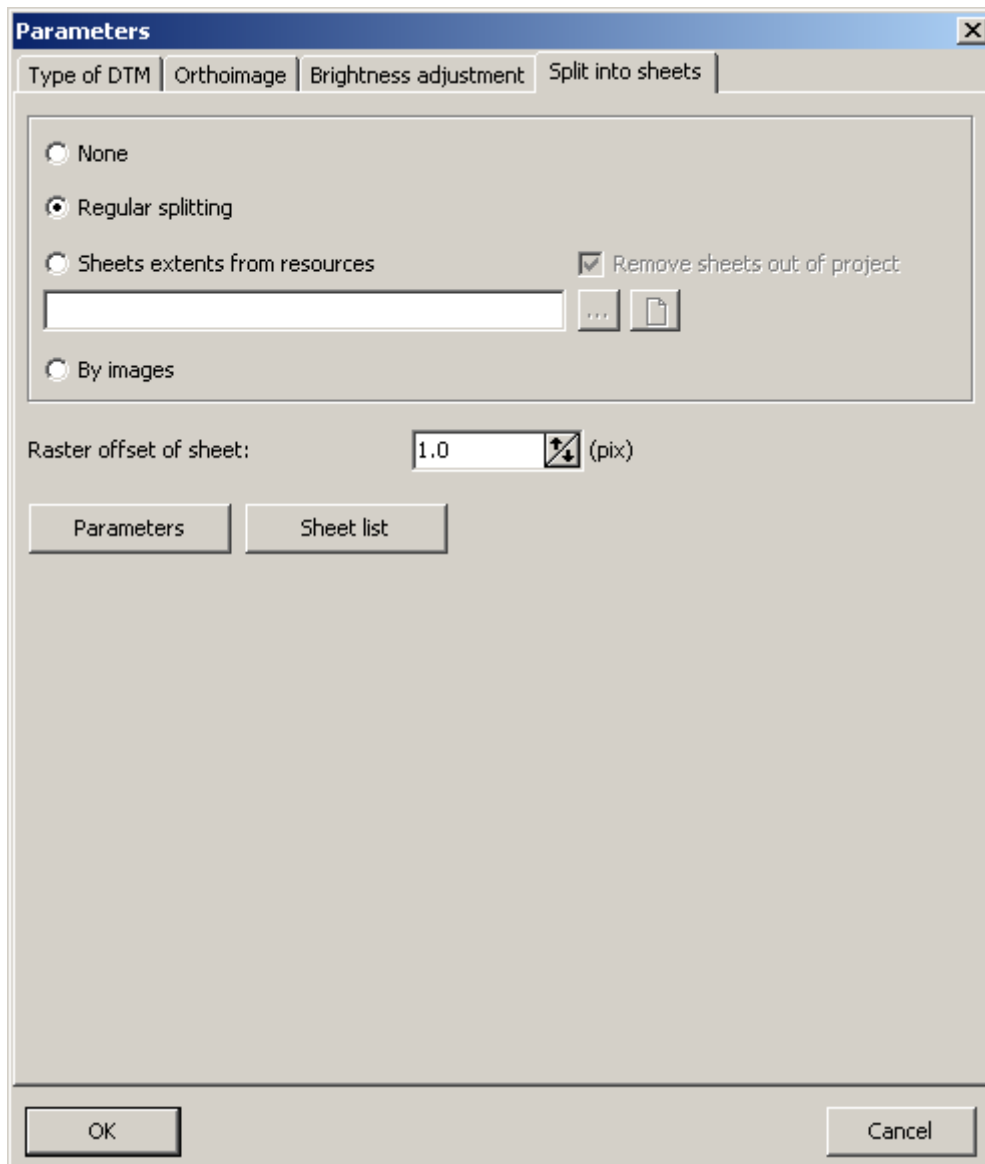 Parameters
Type of DTM Orthoimage Brightness adjustment Split into sheets
None
Regular splitting
Sheets extents from resources Remove sheets out of project
...
By images
Raster offset of sheet: 1.0 (pix)
Parameters Sheet list
OK Cancel